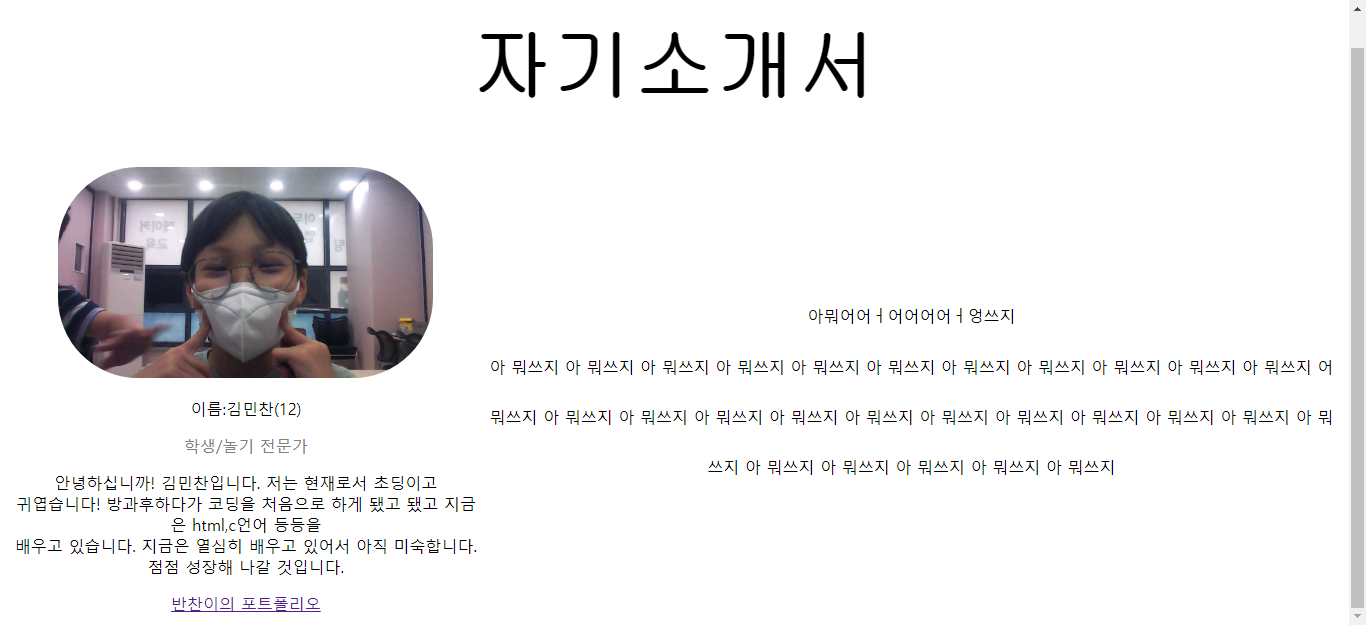 자기소개서
이름:김민찬(12)
학생/놀기 전문가
안녕하십니까! 김민찬입니다. 저는 현재로서 초딩이고
귀엽습니다! 방과후하다가 코딩을 처음으로 하게 됐고 됐고 지금
은 html,c언어 등등을
배우고 있습니다. 지금은 열심히 배우고 있어서 아직 미숙합니다.
점점 성장해 나갈 것입니다.
반찬이의 포트폴리오
아뭐어어ㅓ어어어어ㅓ엉쓰지
아 뭐쓰지 아 뭐쓰지 아 뭐쓰지 아 뭐쓰지 아 뭐쓰지 아 뭐쓰지 아 뭐쓰지 아 뭐쓰지 아 뭐쓰지 아 뭐쓰지 아 뭐쓰지 어
뭐쓰지 아 뭐쓰지 아 뭐쓰지 아 뭐쓰지 아 뭐쓰지 아 뭐쓰지 아 뭐쓰지 아 뭐쓰지 아 뭐쓰지 아 뭐쓰지 아 뭐쓰지 아 뭐
쓰지 아 뭐쓰지 아 뭐쓰지 아 뭐쓰지 아 뭐쓰지 아 뭐쓰지